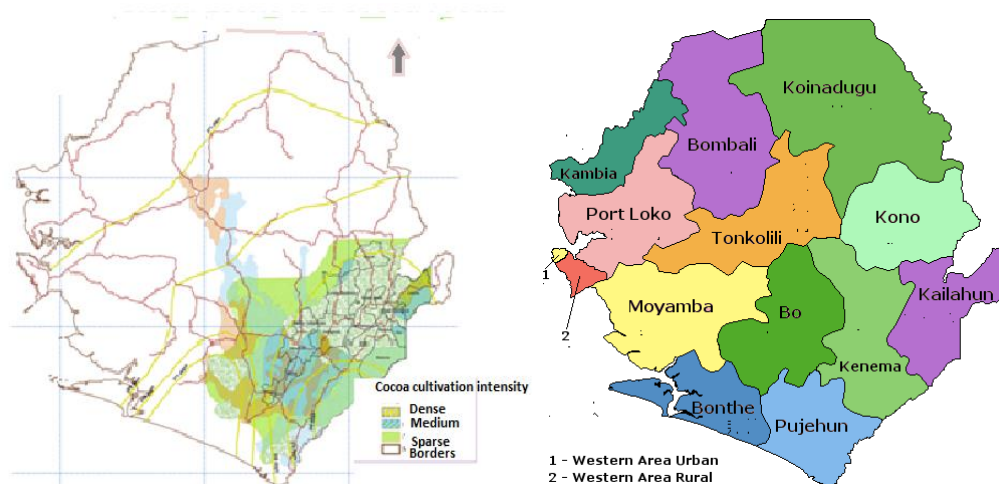 Cocoa cultivation intensity
Dense
Medium
Sparse
Borders
Koinadugu
Bombali
Kambia
Port Loko
Kono
Tonkolili
1
2
Moyamba
Bo
Kailahun
Kenema
Bonthe
Pujehun
1 - Western Area Urban
2 - Western Area Rural